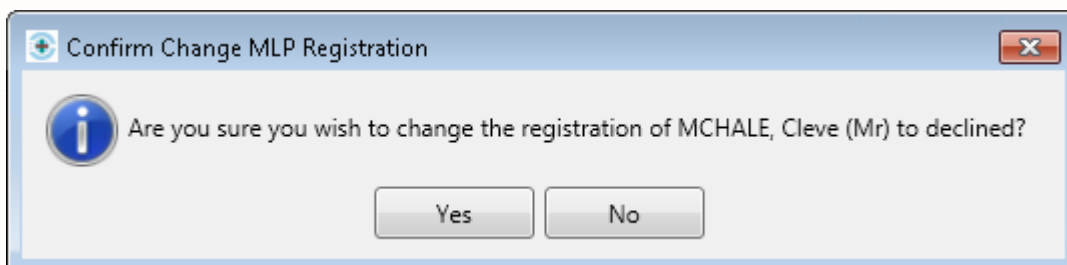 Confirm Change MLP Registration
Are you sure you wish to change the registration of MCHALE, Cleve (Mr) to declined?
Yes
No